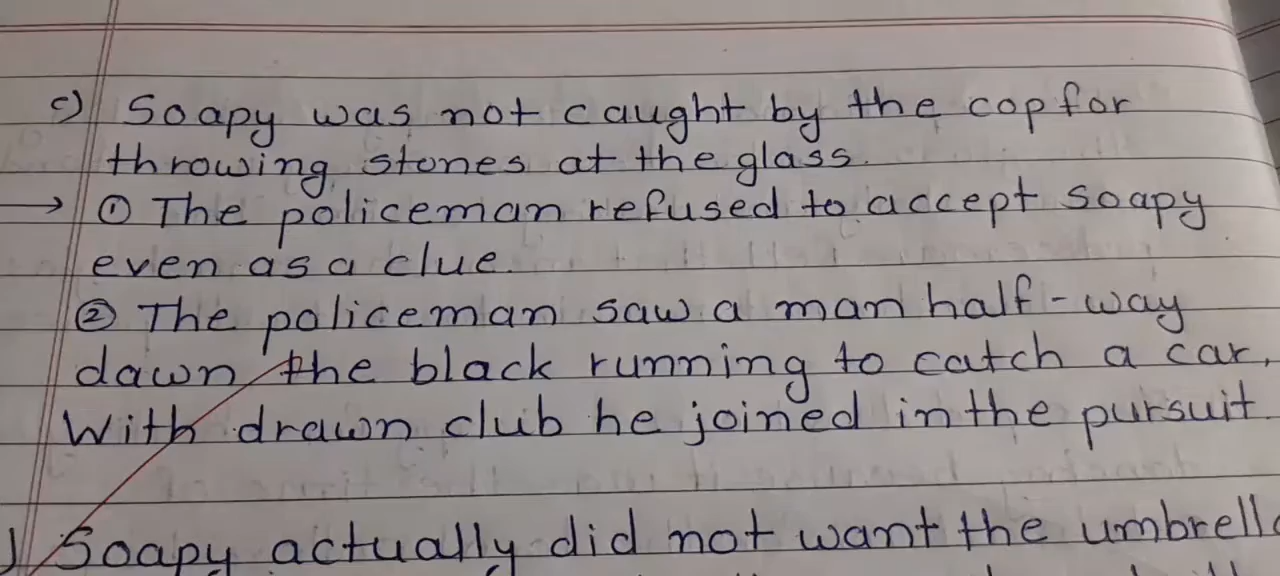 c) Soapy was not caught by the cop for
throwing stones at the glass.
→ ① The policeman refused to accept soapy
even as a clue.
② The policeman saw a man half-way
dawn the black running to catch a car,
With drawn club he joined in the pursuit.
) Soapy actually did not want the umbrella